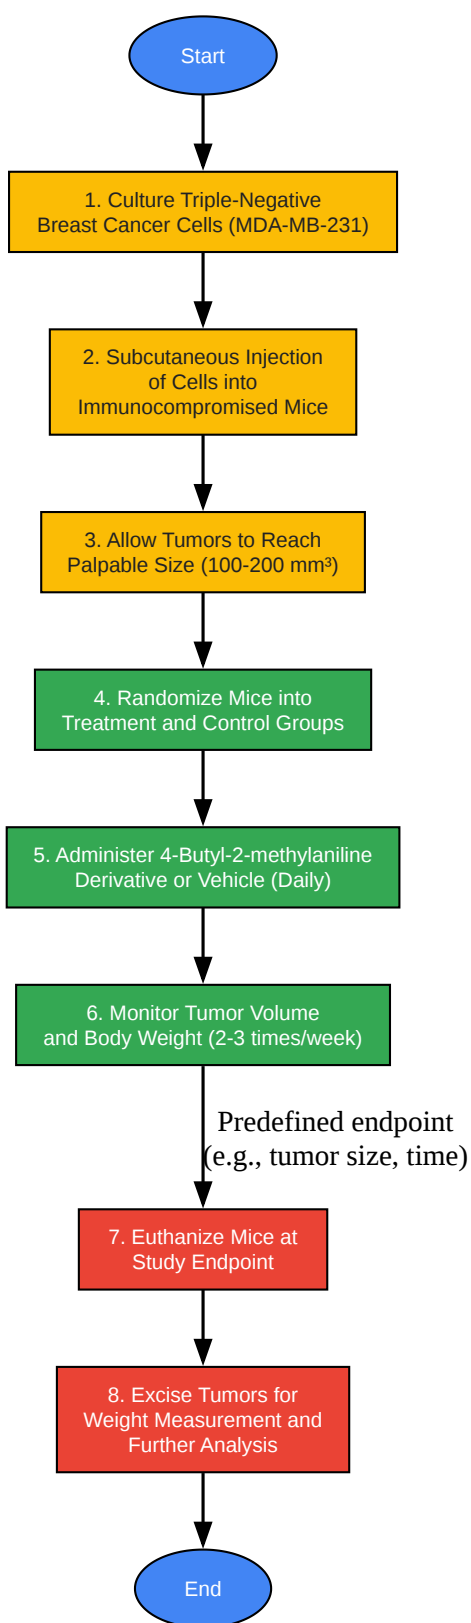 Start
1. Culture Triple-Negative
Breast Cancer Cells (MDA-MB-231)
2. Subcutaneous Injection
of Cells into
Immunocompromised Mice
3. Allow Tumors to Reach
Palpable Size (100-200 mm³)
4. Randomize Mice into
Treatment and Control Groups
5. Administer 4-Butyl-2-methylaniline
Derivative or Vehicle (Daily)
6. Monitor Tumor Volume
and Body Weight (2-3 times/week)
Predefined endpoint
(e.g., tumor size, time)
7. Euthanize Mice at
Study Endpoint
8. Excise Tumors for
Weight Measurement and
Further Analysis
End